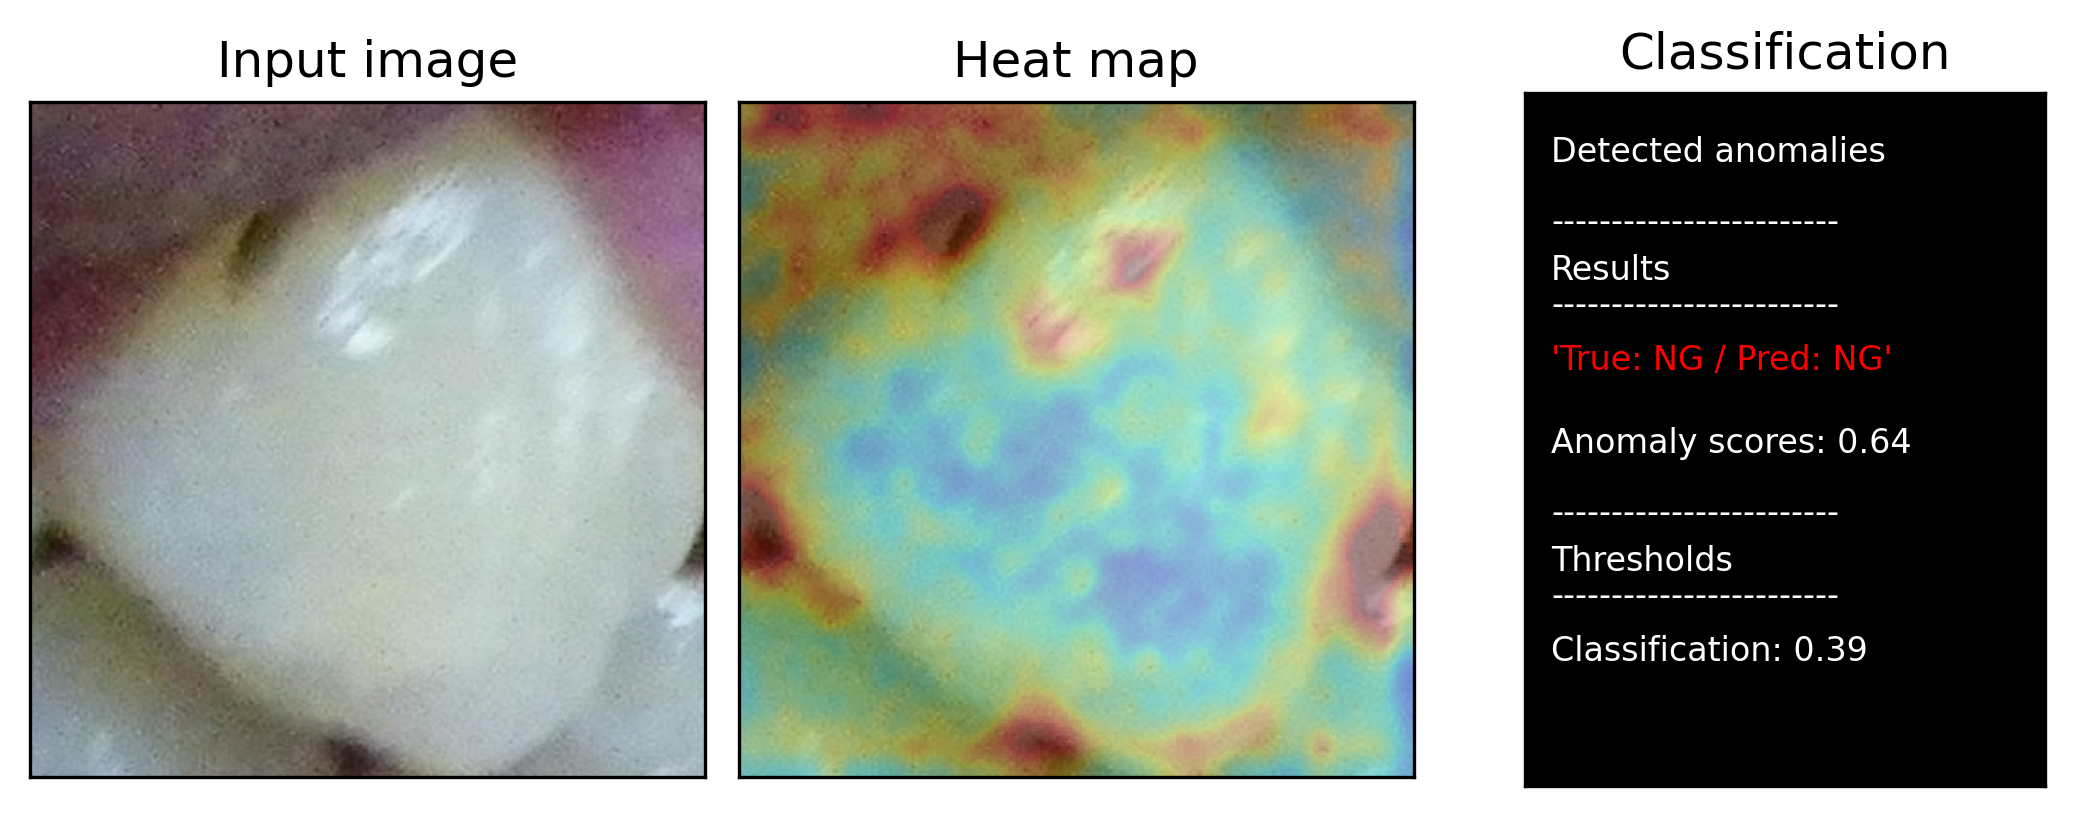 Input image
Heat map
Classification
Detected anomalies
------------------------
Results
------------------------
'True: NG / Pred: NG'
Anomaly scores: 0.64
------------------------
Thresholds
------------------------
Classification: 0.39